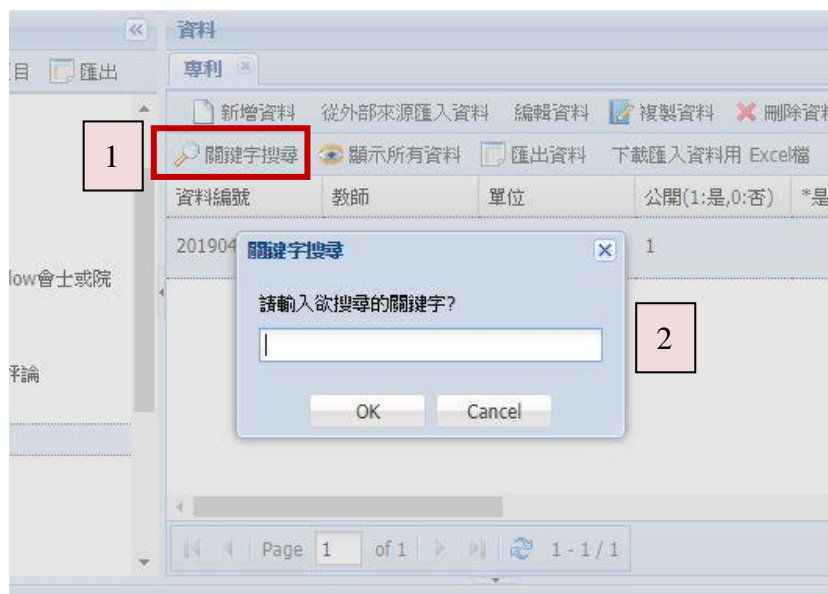 資料
目 匯出
專利
新增資料 從外部來源匯入資料 編輯資料 複製資料 刪除資料
1
關鍵字搜尋 顯示所有資料 匯出資料 下載匯入資料用 Excel檔
資料編號 教師 單位 公開(1:是,0:否) *是
201904 1
關鍵字搜尋
low會士或院
請輸入欲搜尋的關鍵字?
2
評論
OK Cancel
Page 1 of 1 1 - 1 / 1